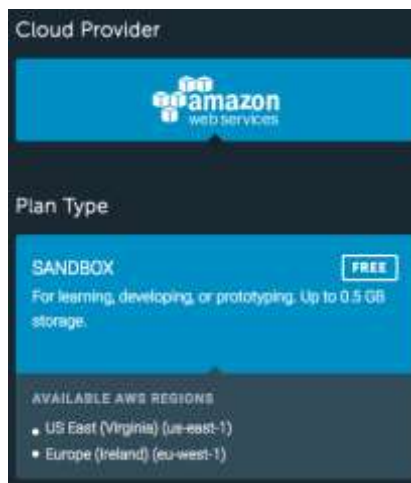 Cloud Provider
amazon
web services
Plan Type
SANDBOX
FREE
For learning, developing, or prototyping. Up to 0.5 GB
storage.
AVAILABLE AWS REGIONS
• US East (Virginia) (us-east-1)
• Europe (Ireland) (eu-west-1)